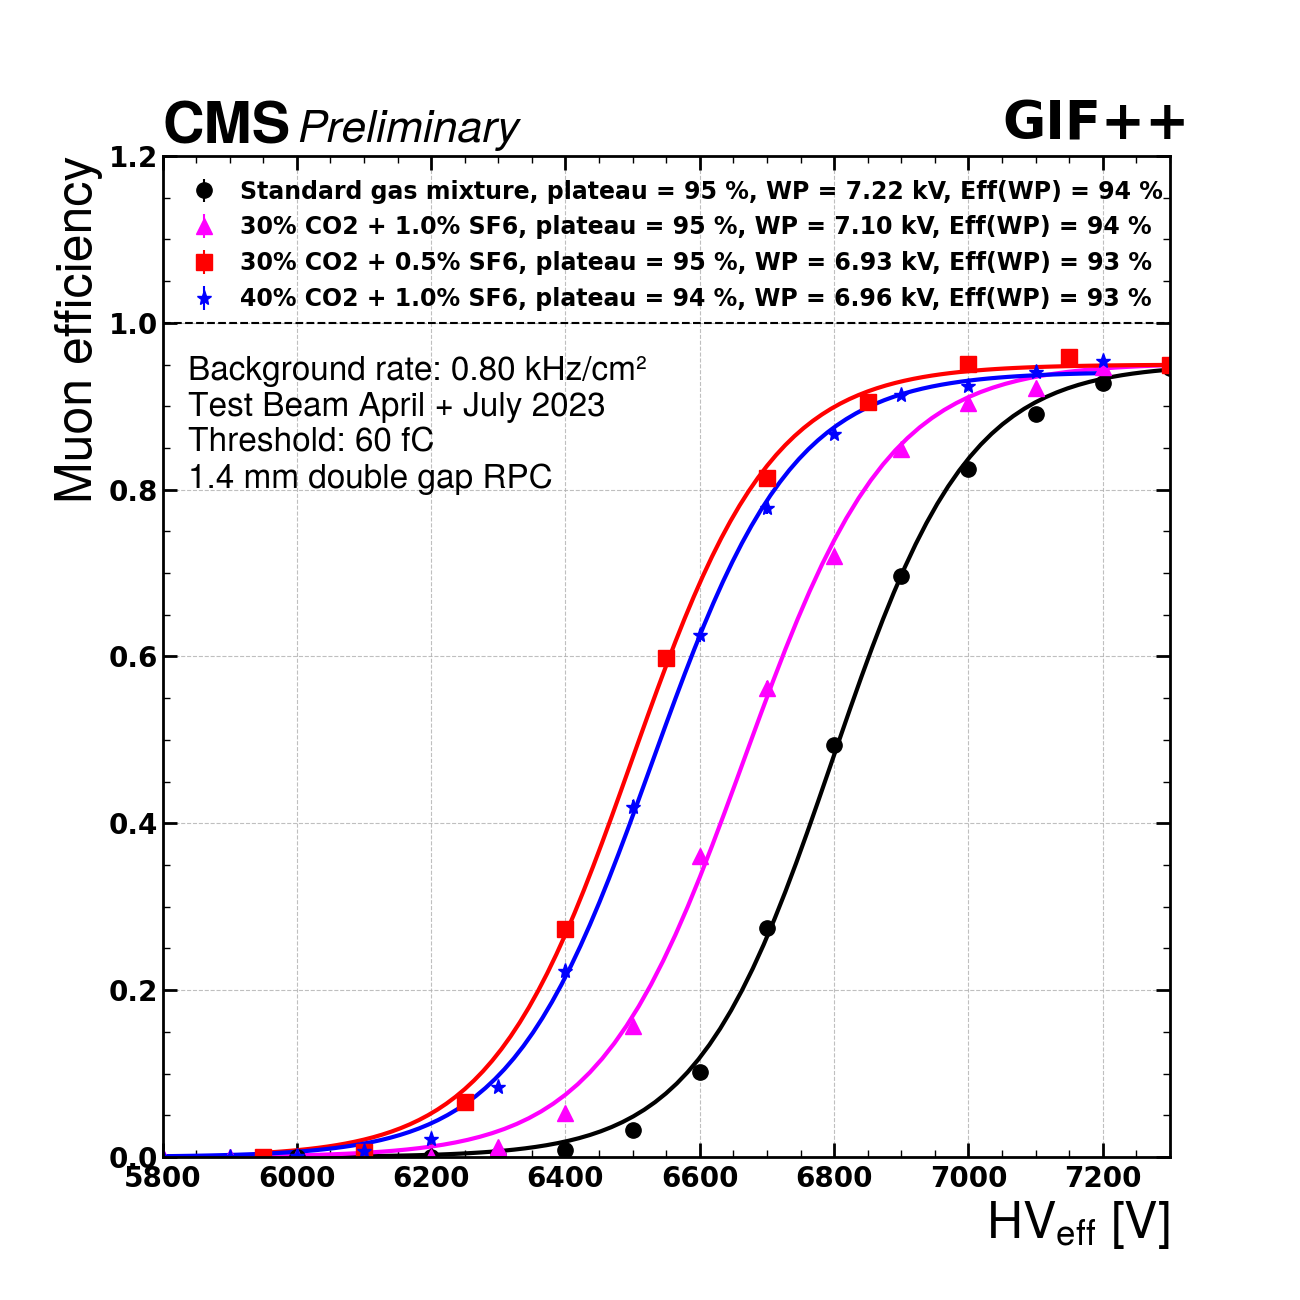 CMS Preliminary GIF++
Muon efficiency
1.2
Standard gas mixture, plateau = 95 %, WP = 7.22 kV, Eff(WP) = 94 %
30% CO2 + 1.0% SF6, plateau = 95 %, WP = 7.10 kV, Eff(WP) = 94 %
30% CO2 + 0.5% SF6, plateau = 95 %, WP = 6.93 kV, Eff(WP) = 93 %
40% CO2 + 1.0% SF6, plateau = 94 %, WP = 6.96 kV, Eff(WP) = 93 %
1.0
Background rate: 0.80 kHz/cm²
Test Beam April + July 2023
Threshold: 60 fC
1.4 mm double gap RPC
0.8
0.6
0.4
0.2
0.0
5800 6000 6200 6400 6600 6800 7000 7200
HVeff [V]